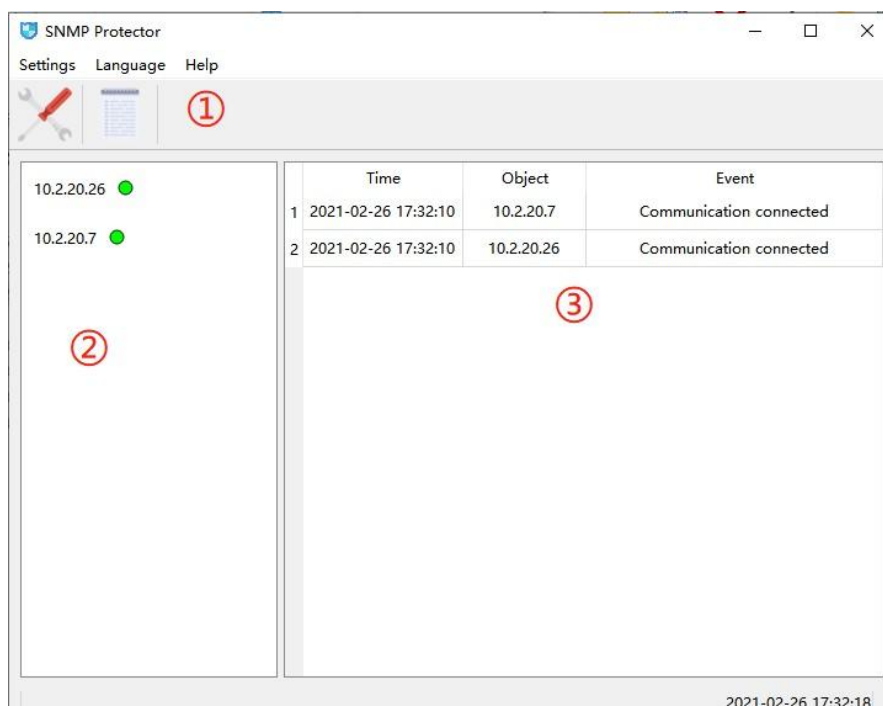 SNMP Protector
Settings Language Help
①
10.2.20.26
10.2.20.7
②
Time Object Event
1 2021-02-26 17:32:10 10.2.20.7 Communication connected
2 2021-02-26 17:32:10 10.2.20.26 Communication connected
③
2021-02-26 17:32:18